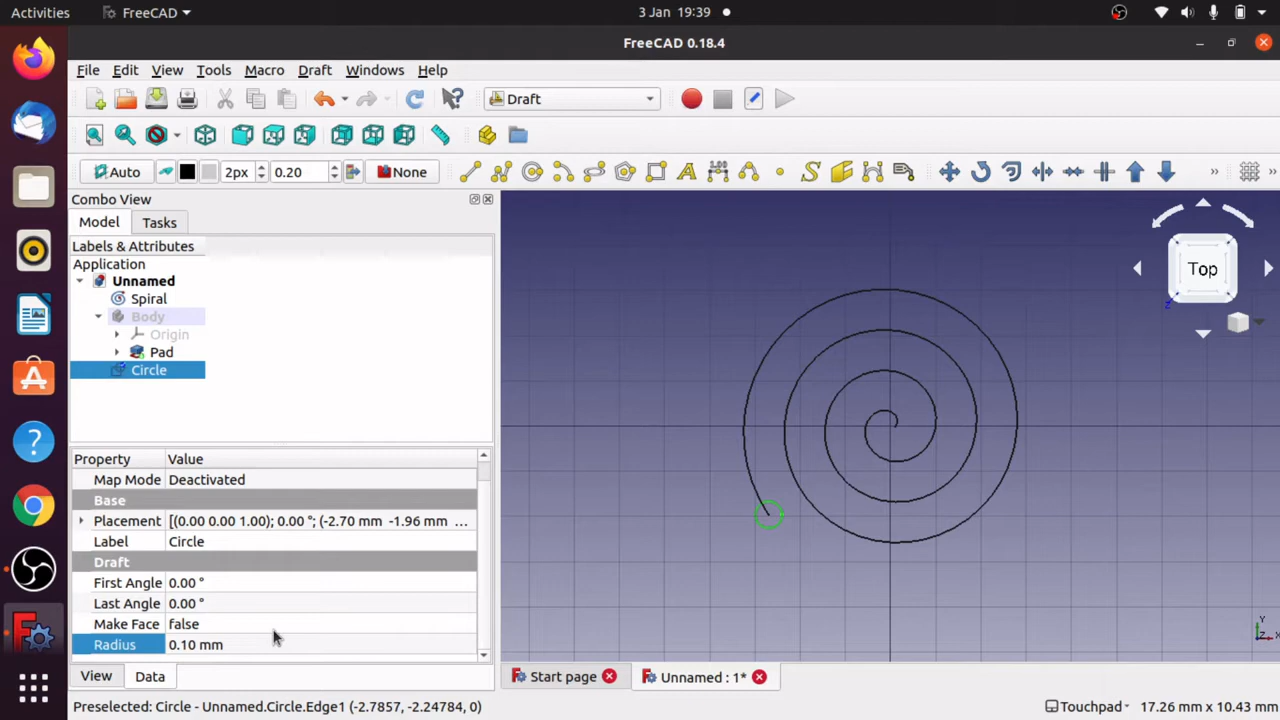 Activities FreeCAD 3 Jan 19:39
FreeCAD 0.18.4
File Edit View Tools Macro Draft Windows Help
Draft
Auto 2px 0.20 None
Combo View
Model Tasks
Labels & Attributes
Application
Unnamed
Spiral
Body
Origin
Pad
Circle
Top
Property Value
Map Mode Deactivated
Base
Placement [(0.00 0.00 1.00); 0.00 °; (-2.70 mm -1.96 mm ...
Label Circle
Draft
First Angle 0.00 °
Last Angle 0.00 °
Make Face false
Radius 0.10 mm
Y
Z X
View Data
Start page Unnamed : 1*
Preselected: Circle - Unnamed.Circle.Edge1 (-2.7857, -2.24784, 0) Touchpad 17.26 mm x 10.43 mm